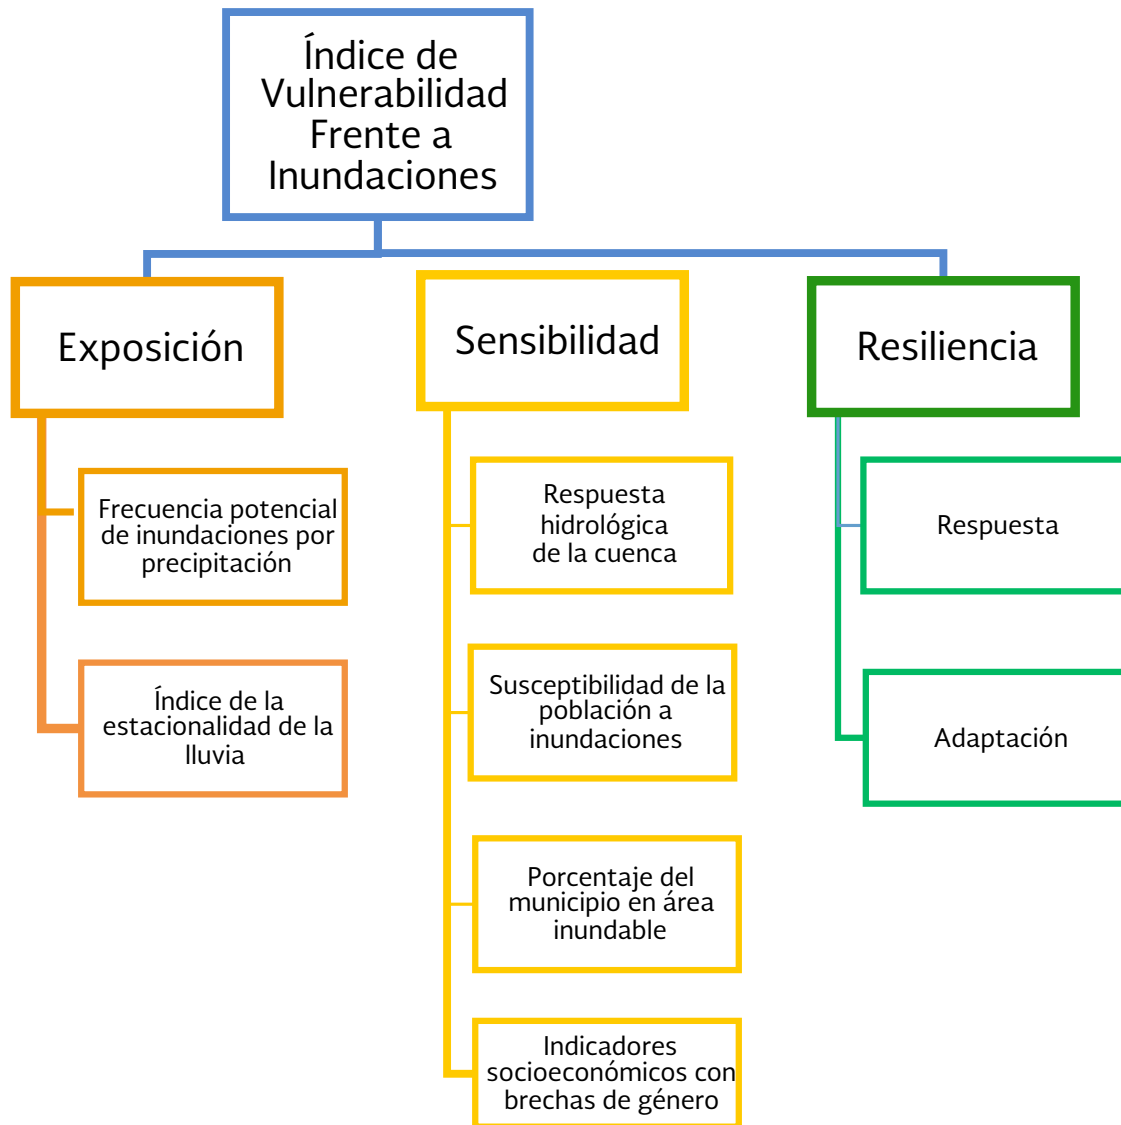 Índice de
Vulnerabilidad
Frente a
Inundaciones
Exposición
Sensibilidad
Resiliencia
Frecuencia potencial
de inundaciones por
precipitación
Índice de la
estacionalidad de la
lluvia
Respuesta
hidrológica
de la cuenca
Susceptibilidad de la
población a
inundaciones
Porcentaje del
municipio en área
inundable
Indicadores
socioeconómicos con
brechas de género
Respuesta
Adaptación